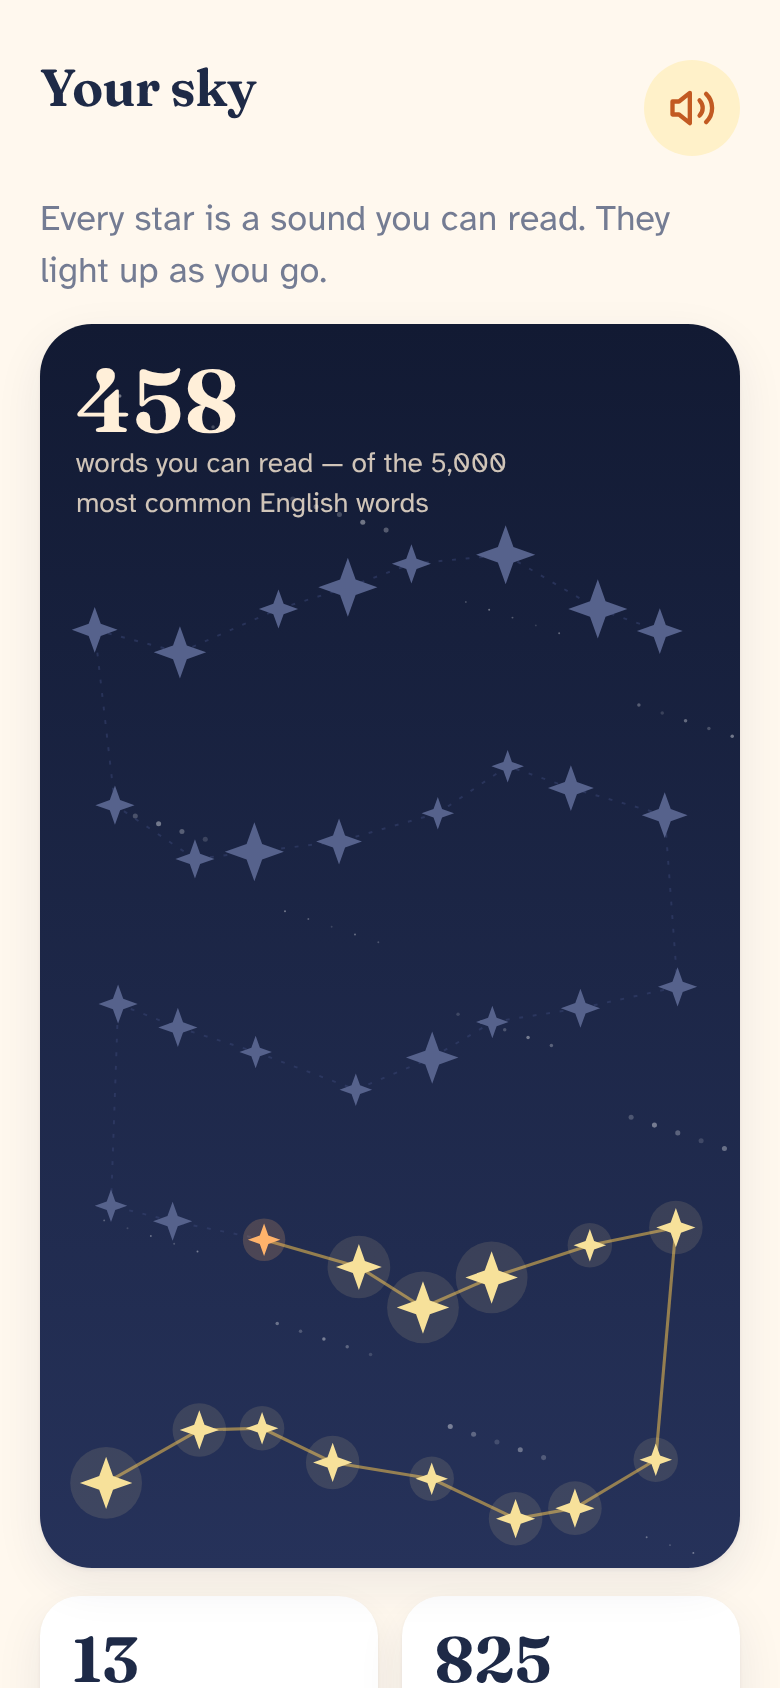 Your sky
Every star is a sound you can read. They
light up as you go.
458
words you can read — of the 5,000
most common English words
13
825